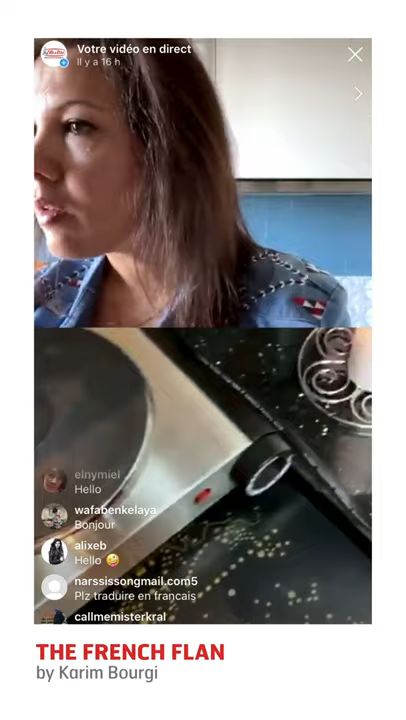 Votre vidéo en direct
Il y a 16 h
elnymiel
Hello
wafabenkelaya
Bonjour
alixeb
Hello 🤪
narssissongmail.com5
Plz traduire en français
callmemisterkral
THE FRENCH FLAN
by Karim Bourgi